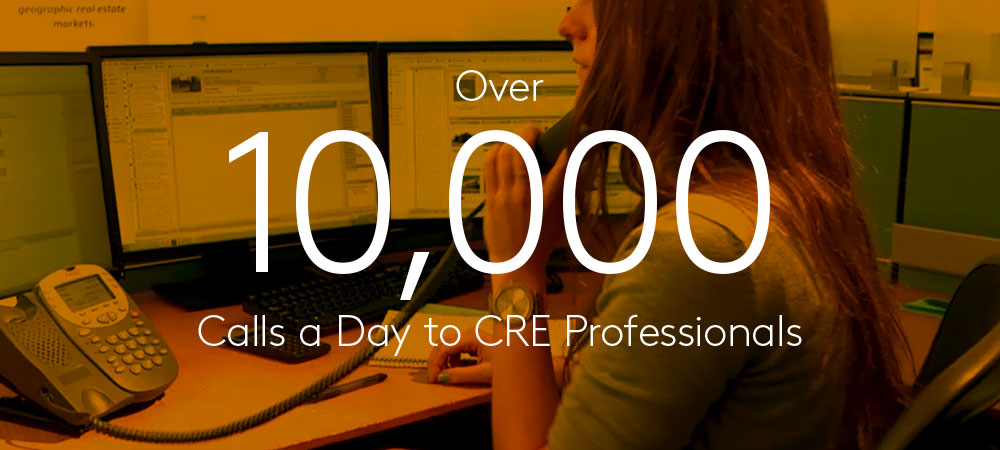 geographic real estate
markets.
Over
10,000
Calls a Day to CRE Professionals